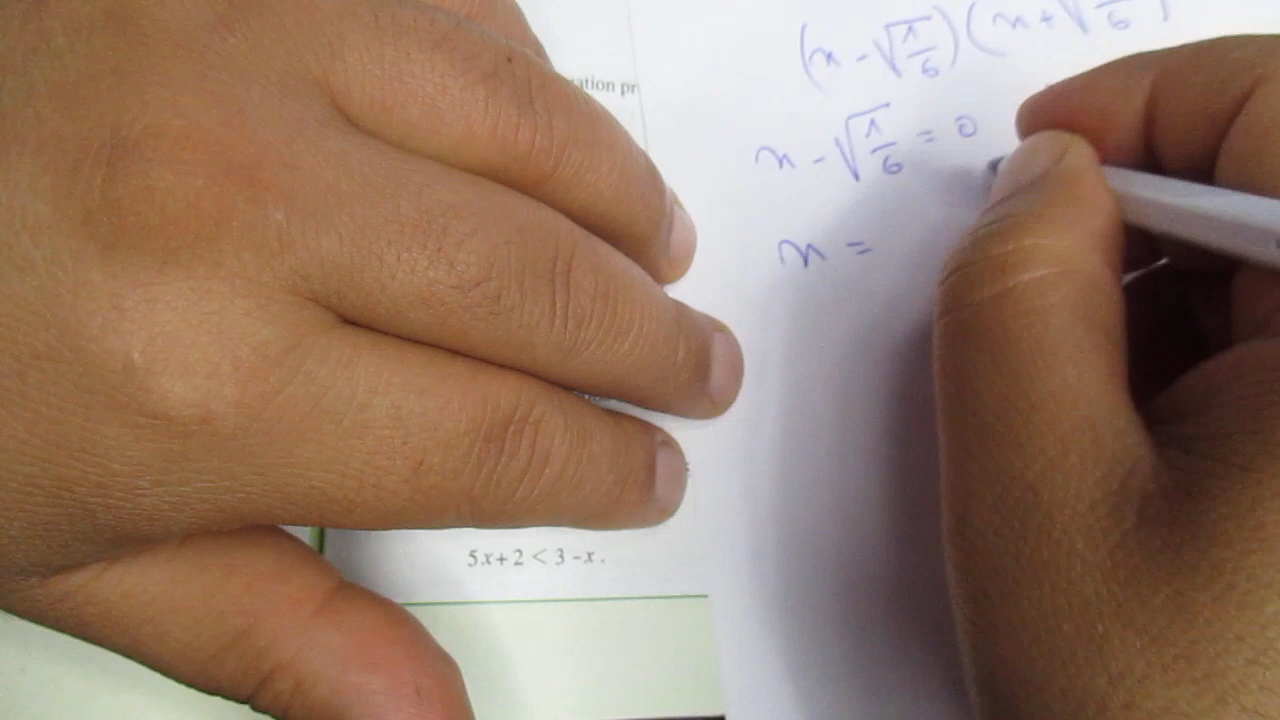 (x - √(1/6))(x + √(1/6))
ation pr
x - √(1/6) = 0
x =
5x + 2 < 3 - x.